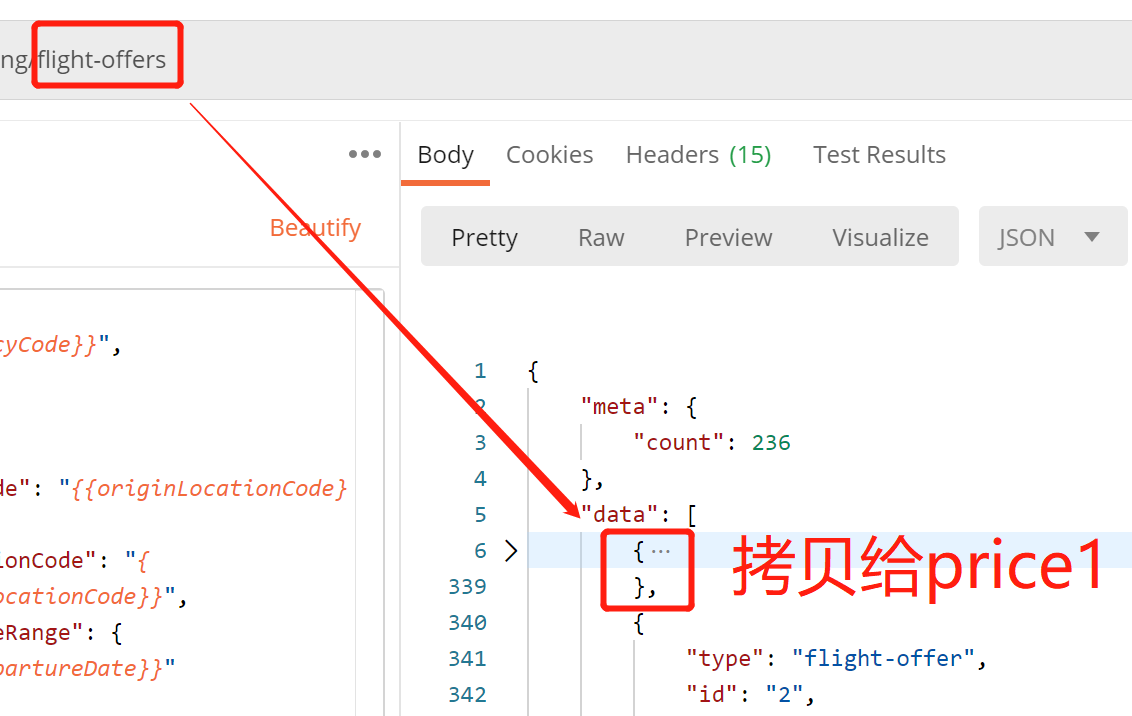 ng/flight-offers
Body Cookies Headers (15) Test Results
Beautify
Pretty Raw Preview Visualize JSON
cyCode}}",
de": "{{originLocationCode}
ionCode": "{
ocationCode}}",
eRange": {
partureDate}}"
1 {
2 "meta": {
3 "count": 236
4 },
5 "data": [
6 { ···
339 },
拷贝给price1
340 {
341 "type": "flight-offer",
342 "id": "2",